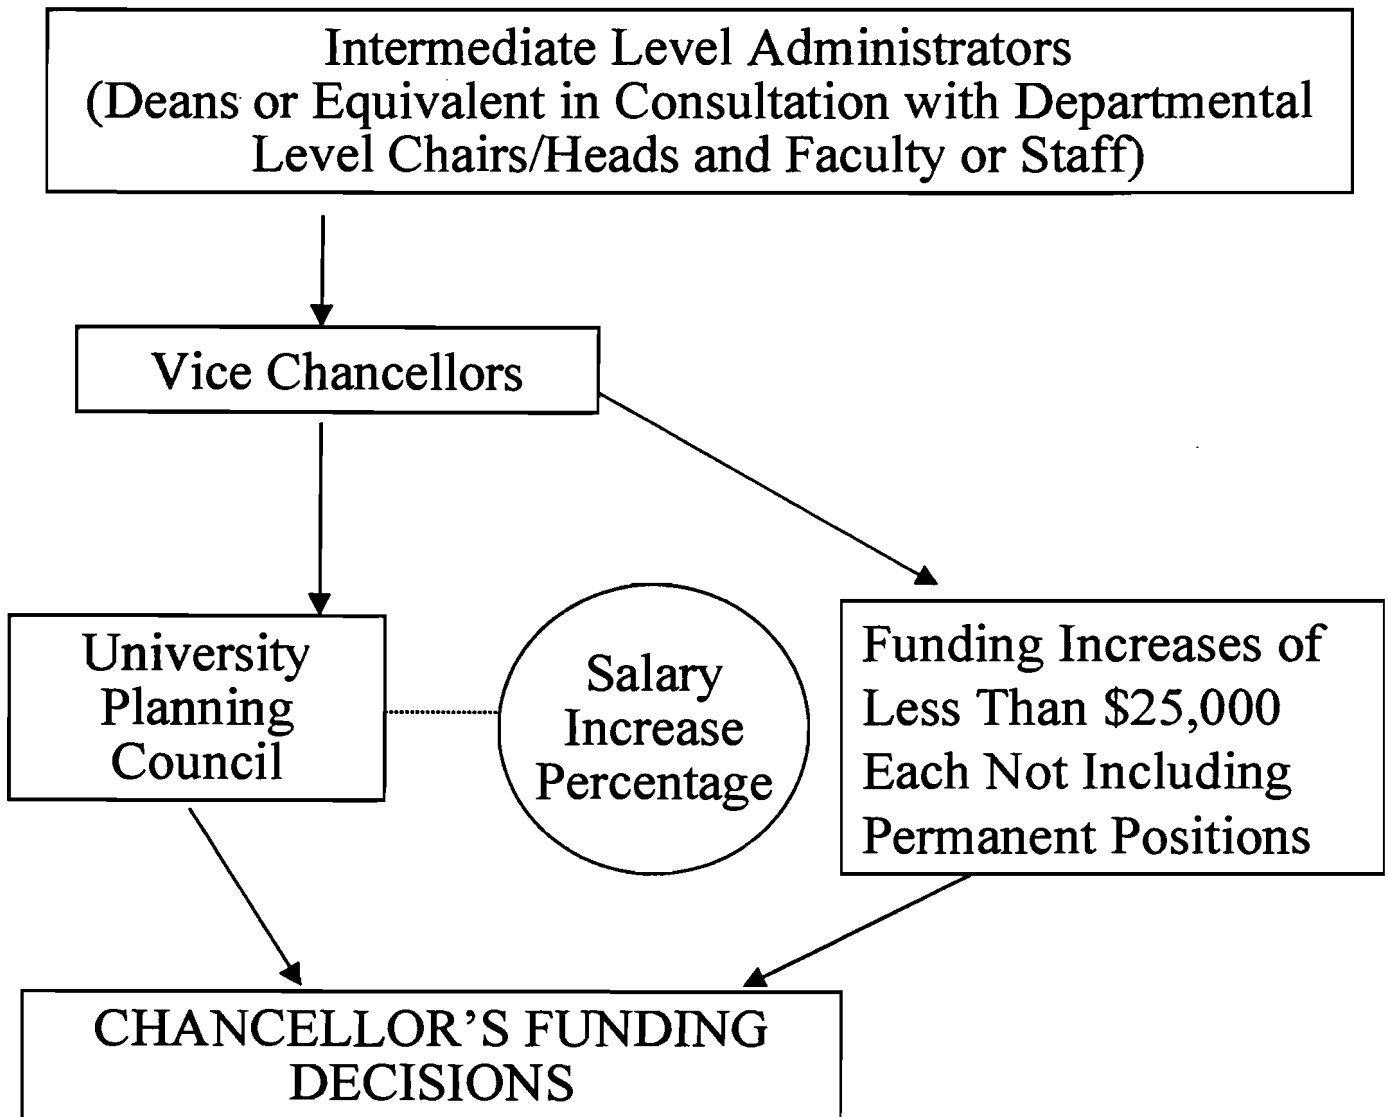 Intermediate Level Administrators
(Deans or Equivalent in Consultation with Departmental
Level Chairs/Heads and Faculty or Staff)
Vice Chancellors
University
Planning
Council
Salary
Increase
Percentage
Funding Increases of
Less Than $25,000
Each Not Including
Permanent Positions
CHANCELLOR'S FUNDING
DECISIONS